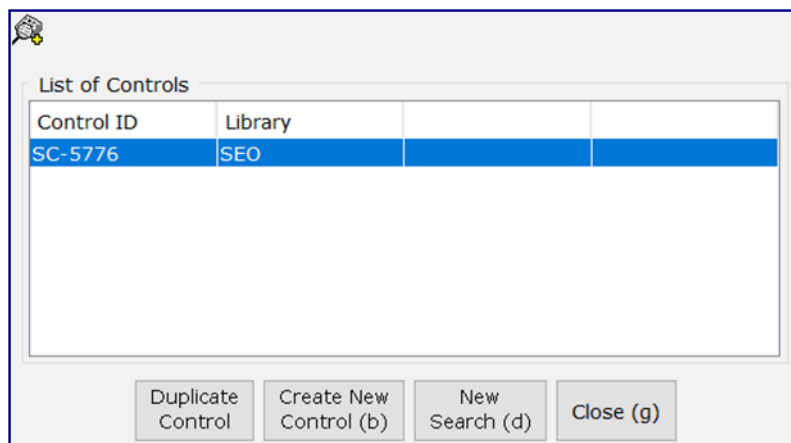 List of Controls
Control ID Library
SC-5776 SEO
Duplicate Control
Create New Control (b)
New Search (d)
Close (g)